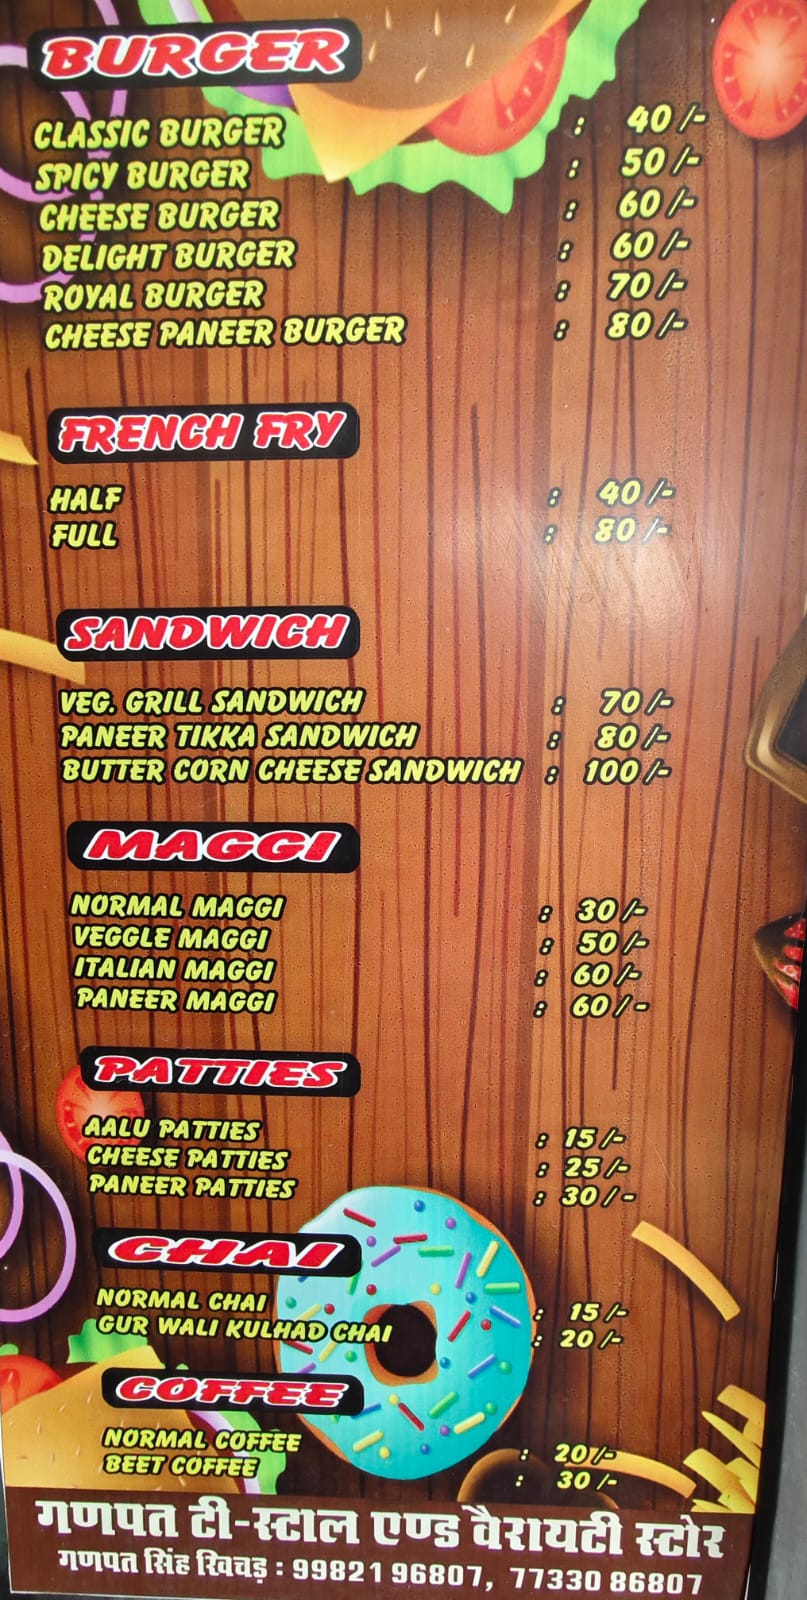 BURGER
CLASSIC BURGER : 40/-
SPICY BURGER : 50/-
CHEESE BURGER : 60/-
DELIGHT BURGER : 60/-
ROYAL BURGER : 70/-
CHEESE PANEER BURGER : 80/-
FRENCH FRY
HALF : 40/-
FULL : 80/-
SANDWICH
VEG. GRILL SANDWICH : 70/-
PANEER TIKKA SANDWICH : 80/-
BUTTER CORN CHEESE SANDWICH : 100/-
MAGGI
NORMAL MAGGI : 30/-
VEGGLE MAGGI : 50/-
ITALIAN MAGGI : 60/-
PANEER MAGGI : 60/-
PATTIES
AALU PATTIES : 15/-
CHEESE PATTIES : 25/-
PANEER PATTIES : 30/-
CHAI
NORMAL CHAI : 15/-
GUR WALI KULHAD CHAI : 20/-
COFFEE
NORMAL COFFEE : 20/-
BEET COFFEE : 30/-
गणपत टी-स्टाल एण्ड वैरायटी स्टोर
गणपत सिंह खिचड़ : 99821 96807, 77330 86807